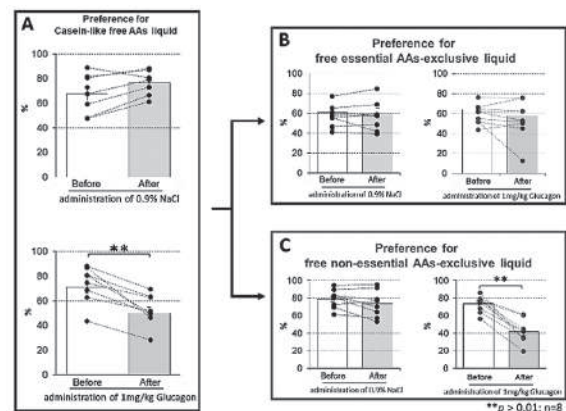 A
Preference for
Casein-like free AAs liquid
100
80
60
40
20
0
%
Before
After
administration of 0.9% NaCl
**
100
80
60
40
20
0
%
Before
After
administration of 1mg/kg Glucagon
B
Preference for
free essential AAs-exclusive liquid
100
80
60
40
20
0
%
Before
After
administration of 0.9% NaCl
100
80
60
40
20
0
%
Before
After
administration of 1mg/kg Glucagon
C
Preference for
free non-essential AAs-exclusive liquid
100
80
60
40
20
0
%
Before
After
administration of 0.9% NaCl
**
100
80
60
40
20
0
%
Before
After
administration of 1mg/kg Glucagon
**p > 0.01; n=8